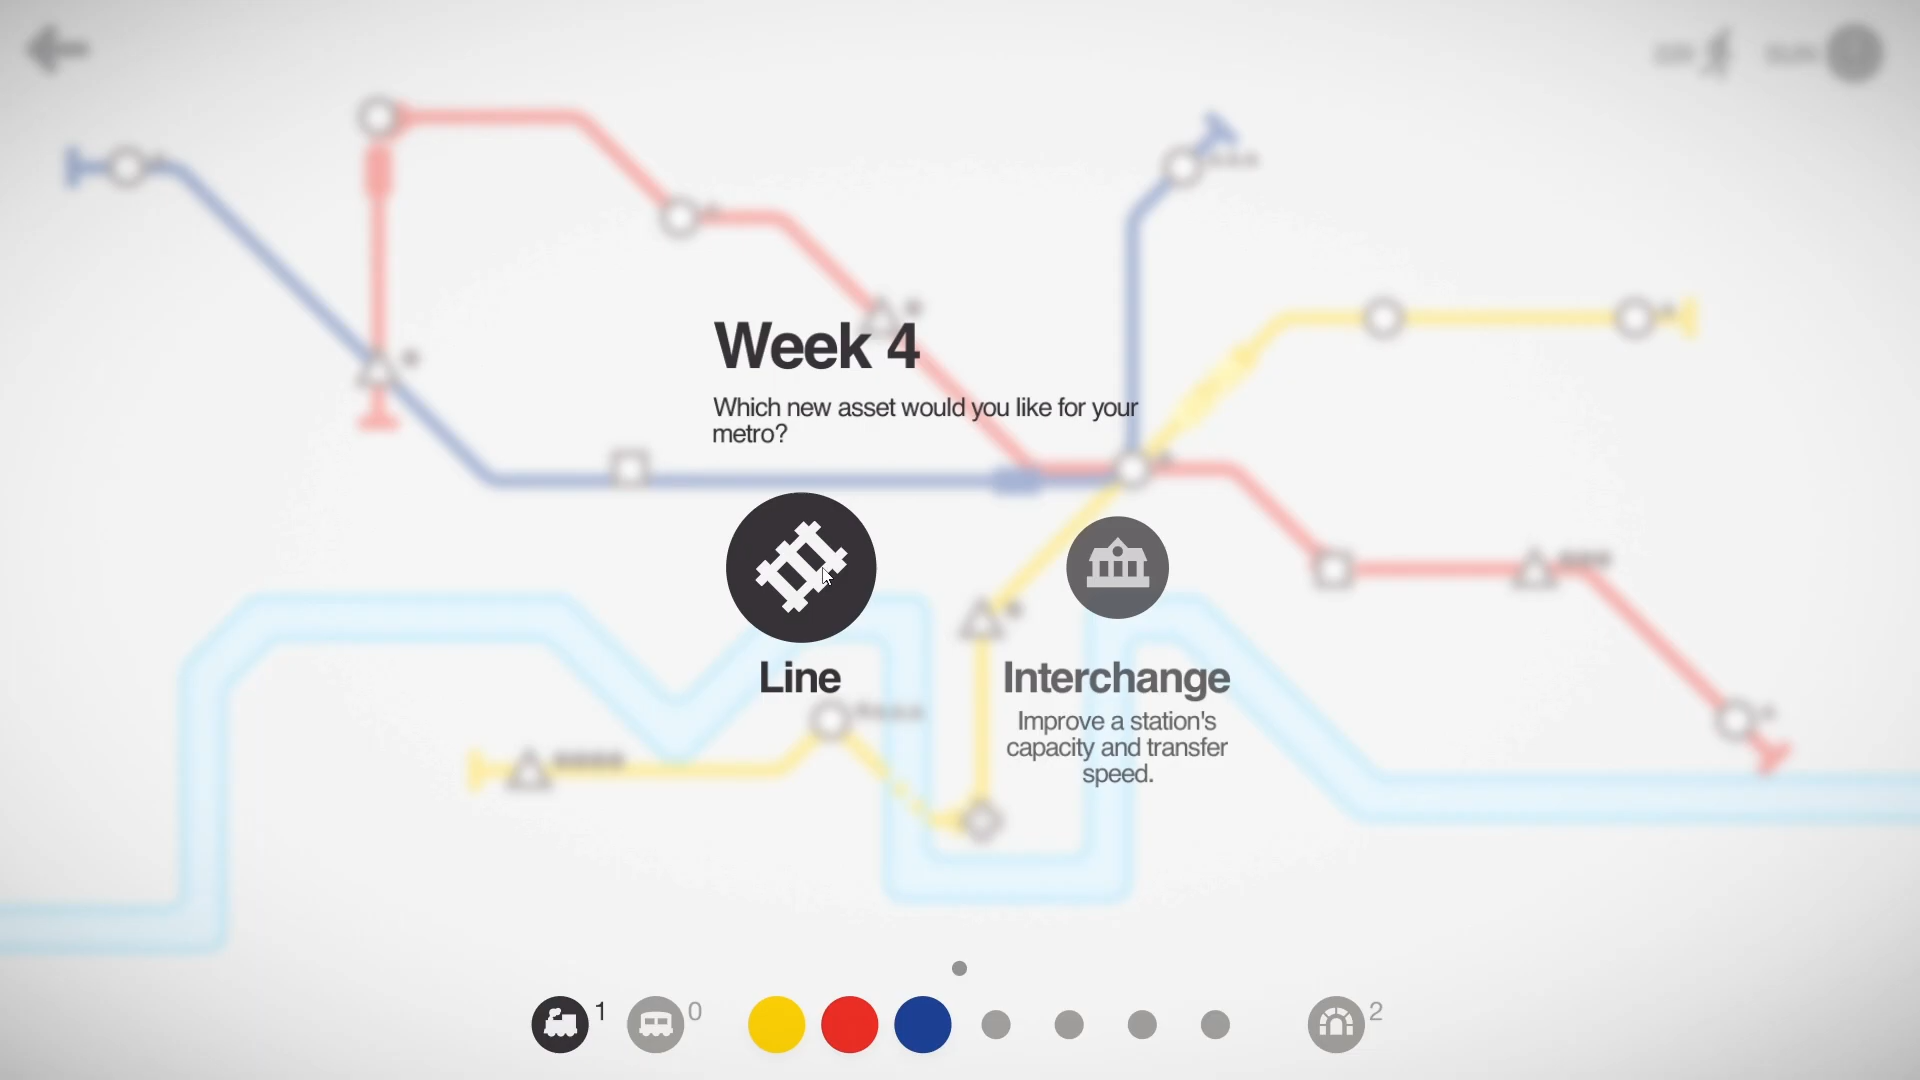 Week 4
Which new asset would you like for your
metro?
Line
Interchange
Improve a station's
capacity and transfer
speed.
1
0
2